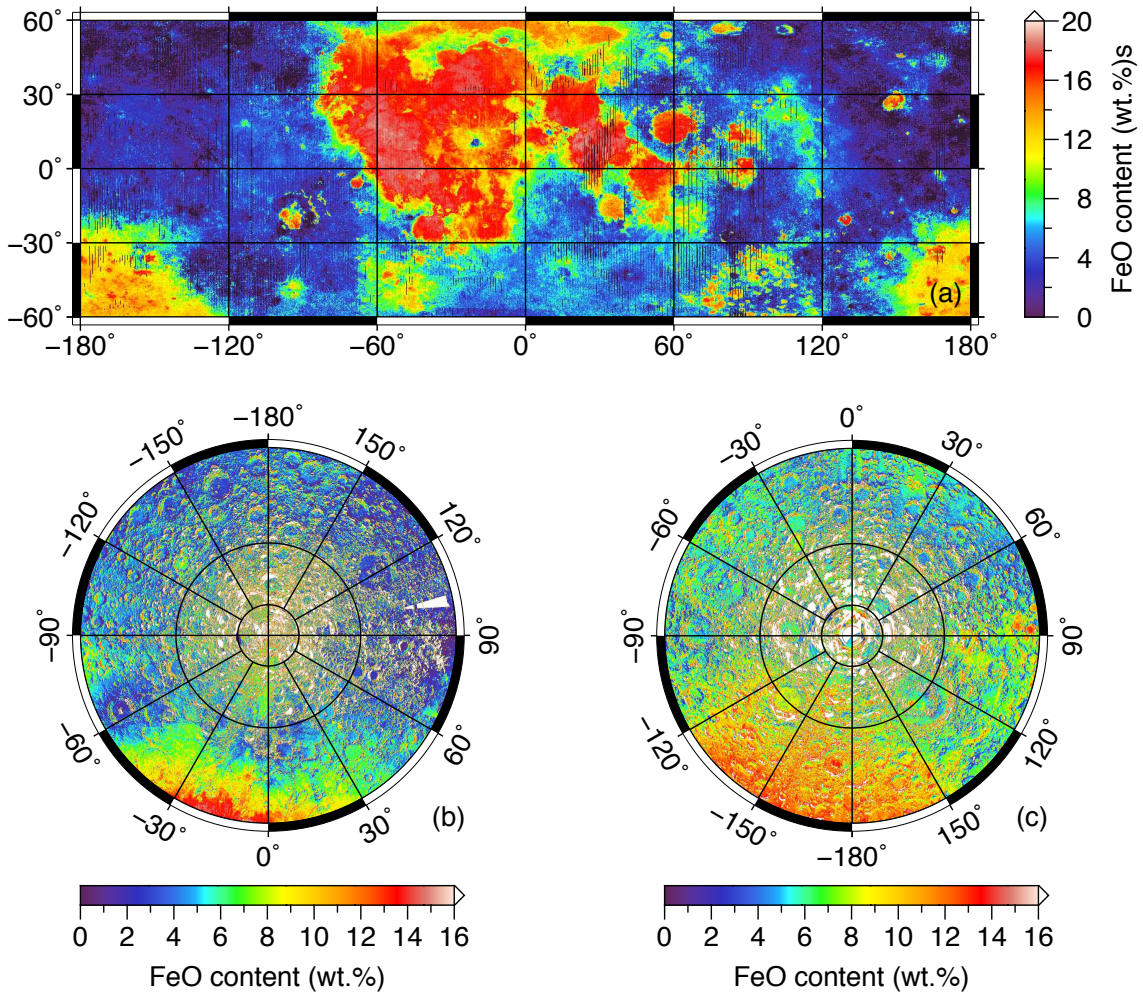 60°
30°
0°
−30°
−60°
−180° −120° −60° 0° 60° 120° 180°
(a)
20
16
12
8
4
0
FeO content (wt.%)s
−180°
−150° 150°
−120° 120°
−90° 90°
−60° 60°
−30° 30°
0°
(b)
0 2 4 6 8 10 12 14 16
FeO content (wt.%)
0°
−30° 30°
−60° 60°
−90° 90°
−120° 120°
−150° 150°
−180°
(c)
0 2 4 6 8 10 12 14 16
FeO content (wt.%)